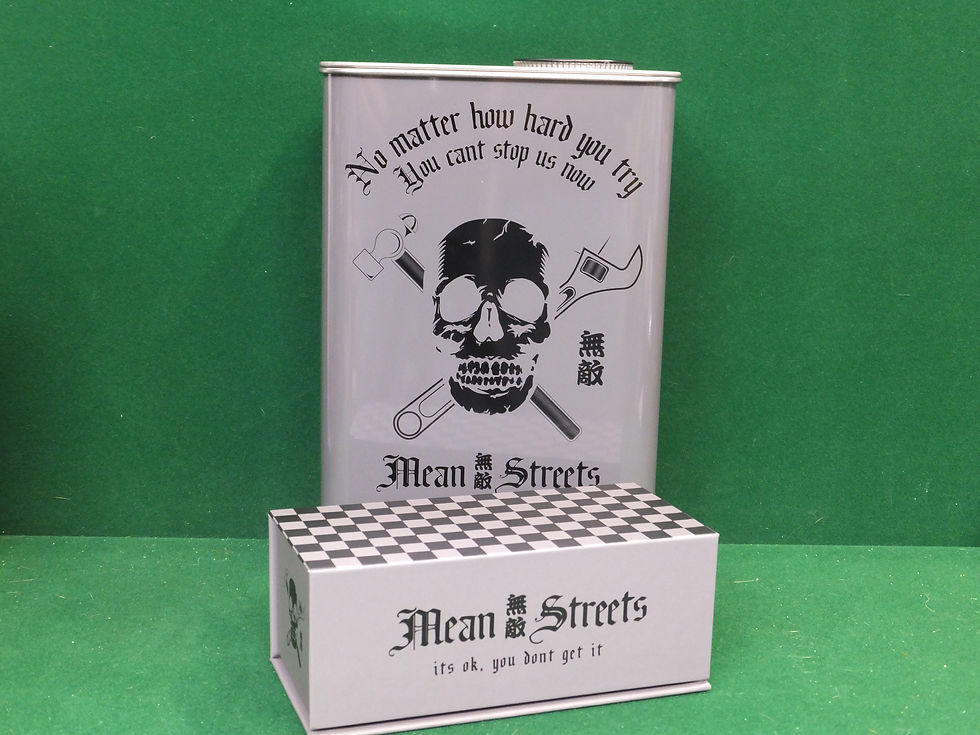 No matter how hard you try
You cant stop us now
無敵
Mean 無敵 Streets
Mean 無敵 Streets
its ok, you dont get it